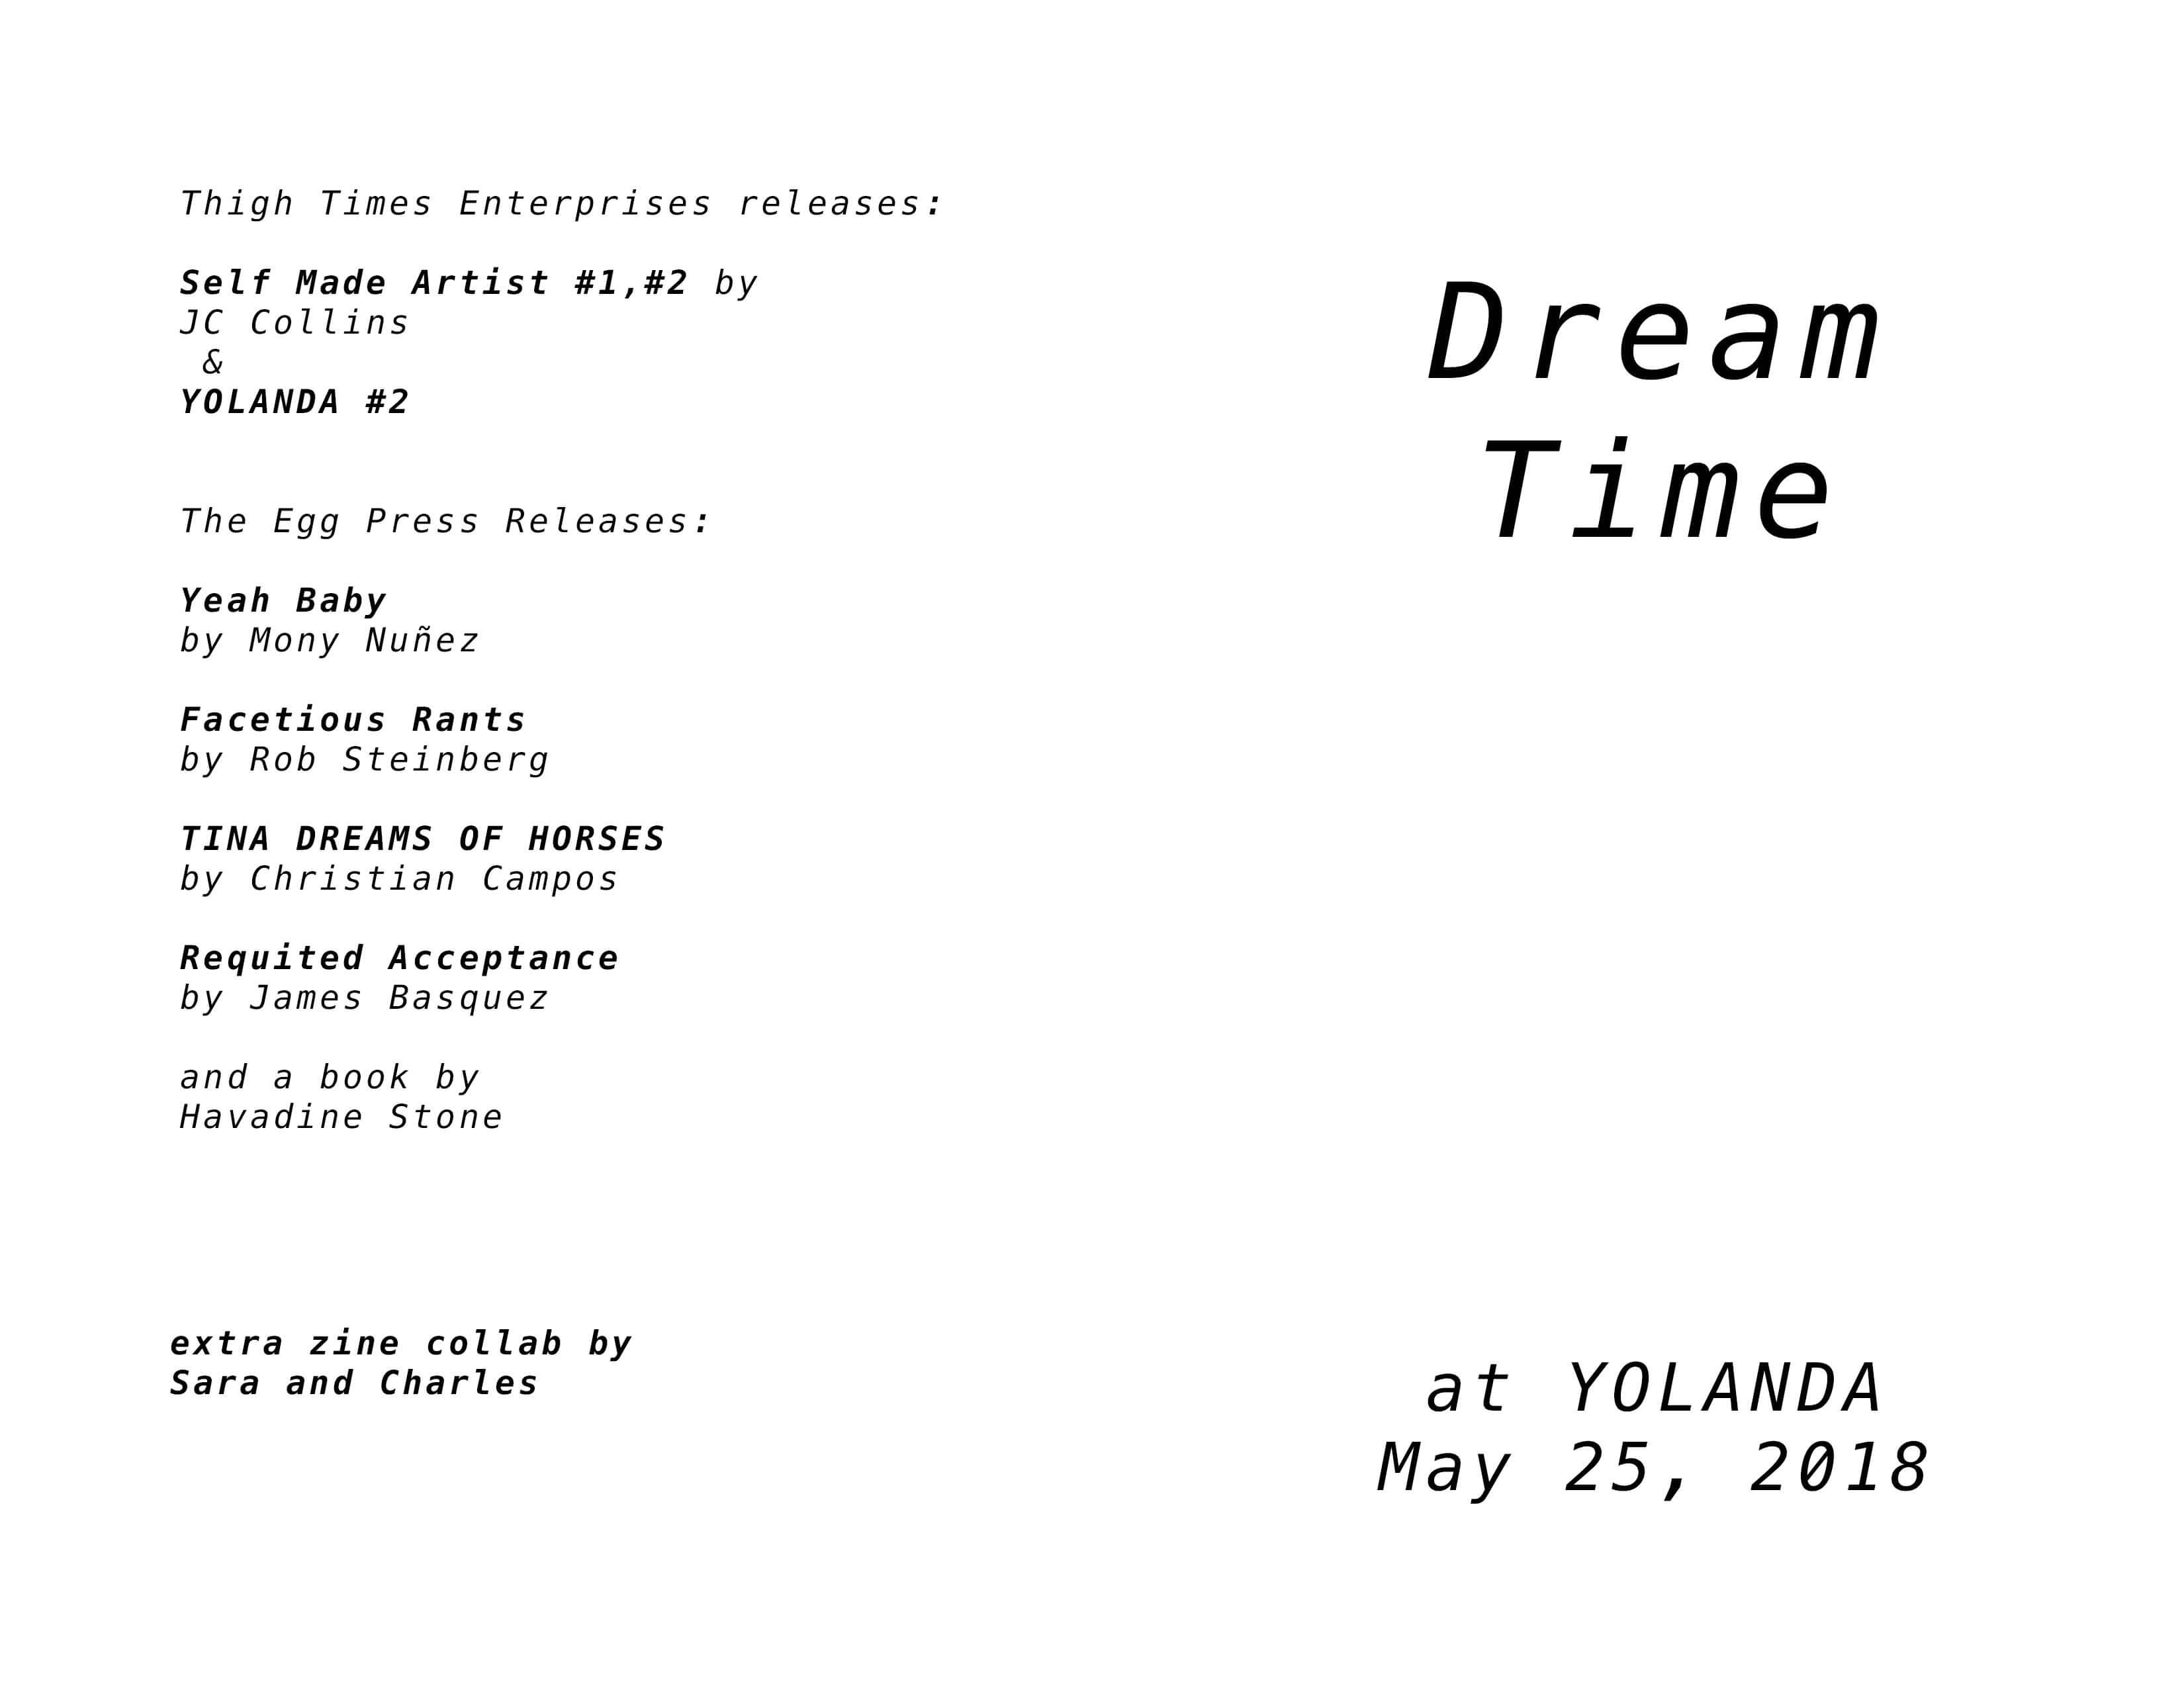 Thigh Times Enterprises releases:
Self Made Artist #1,#2 by
JC Collins
&
YOLANDA #2
The Egg Press Releases:
Yeah Baby
by Mony Nuñez
Facetious Rants
by Rob Steinberg
TINA DREAMS OF HORSES
by Christian Campos
Requited Acceptance
by James Basquez
and a book by
Havadine Stone
extra zine collab by
Sara and Charles
Dream
Time
at YOLANDA
May 25, 2018